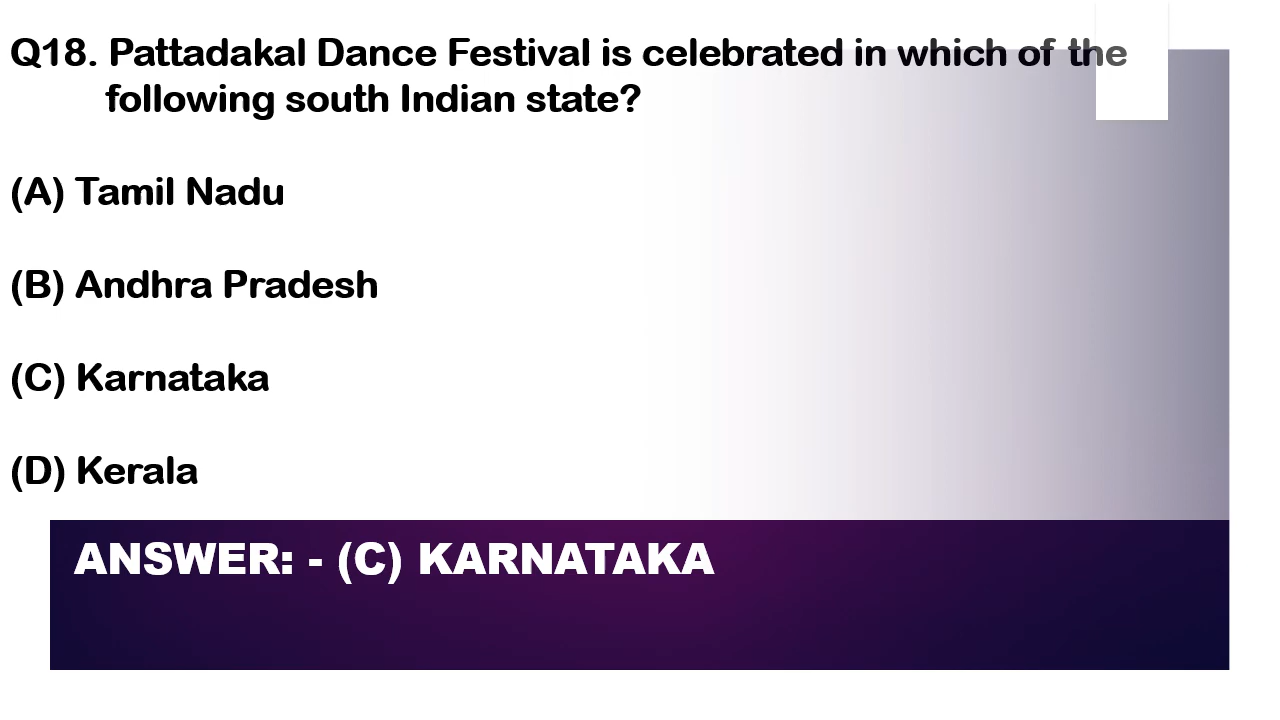 Q18. Pattadakal Dance Festival is celebrated in which of the
following south Indian state?
(A) Tamil Nadu
(B) Andhra Pradesh
(C) Karnataka
(D) Kerala
ANSWER: - (C) KARNATAKA